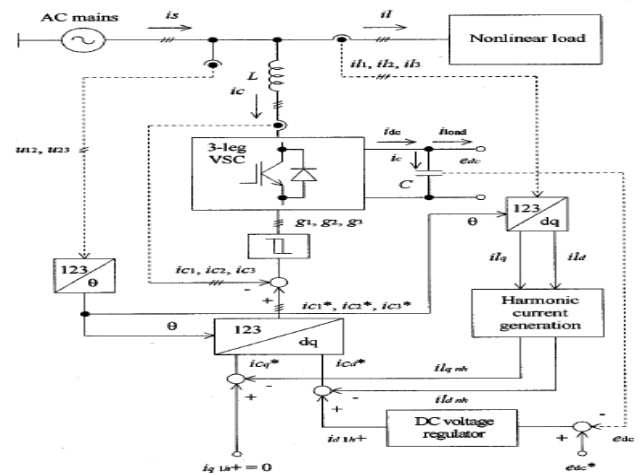 AC mains
is
il
Nonlinear load
L
il1, il2, il3
ic
3-leg
VSC
idc
iload
ic
edc
C
u12, u23
g1, g2, g3
θ
123
dq
123
θ
ic1, ic2, ic3
-
+
ic1*, ic2*, ic3*
ilq
ild
θ
123
dq
Harmonic
current
generation
icq*
icd*
ilq nh
-
+
-
+
ild nh
DC voltage
regulator
id 1h+
-
+
edc
iq 1h+ = 0
edc*